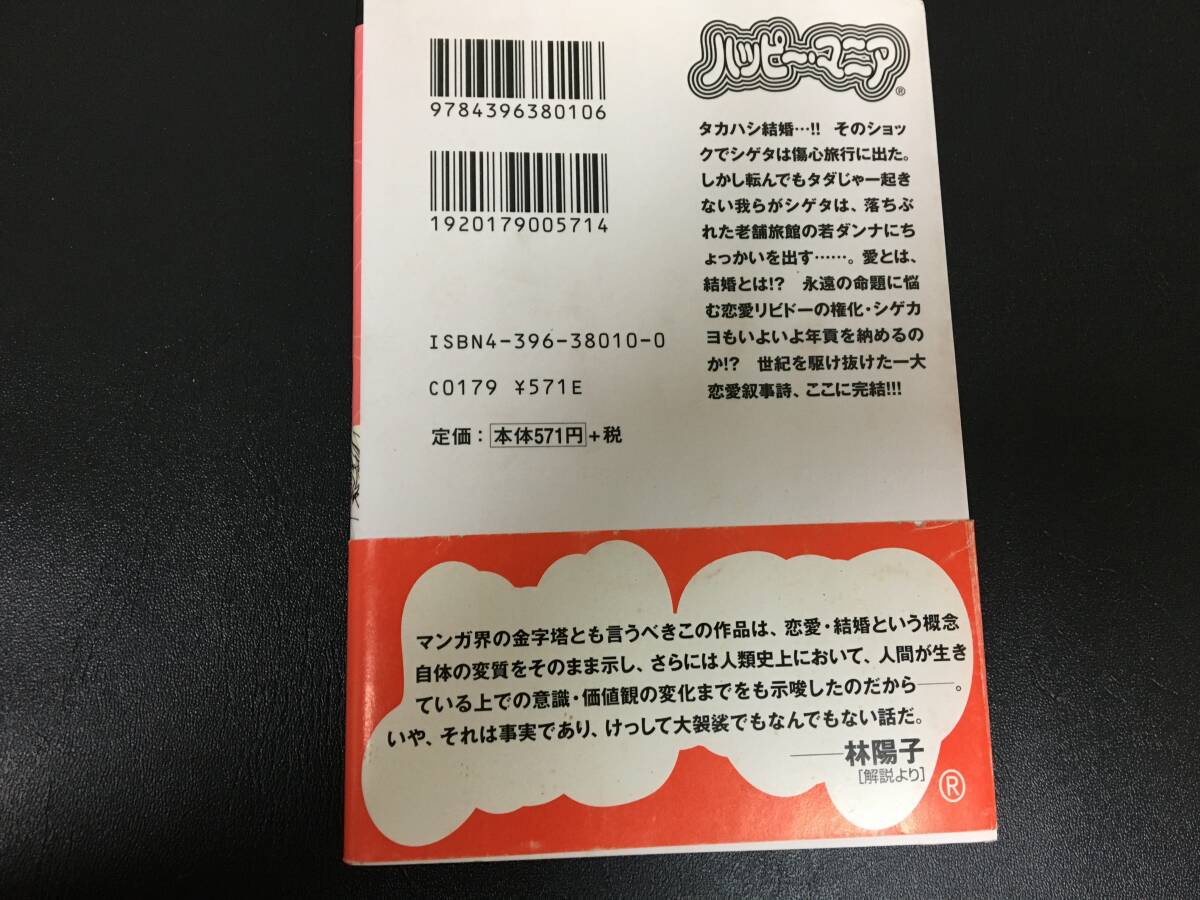 9784396380106
1920179005714
ISBN4-396-38010-0
C0179 ¥571E
定価：本体571円+税
ハッピー・マニア
®
タカハシ結婚…!! そのショッ
クでシゲタは傷心旅行に出た。
しかし転んでもタダじゃー起き
ない我らがシゲタは、落ちぶ
れた老舗旅館の若ダンナにち
ょっかいを出す……。愛とは、
結婚とは!? 永遠の命題に悩
む恋愛リビドーの権化・シゲカ
ヨもいよいよ年貢を納めるの
か!? 世紀を駆け抜けた一大
恋愛叙事詩、ここに完結!!!
マンガ界の金字塔とも言うべきこの作品は、恋愛・結婚という概念
自体の変質をそのまま示し、さらには人類史上において、人間が生き
ている上での意識・価値観の変化までをも示唆したのだから──。
いや、それは事実であり、けっして大袈裟でもなんでもない話だ。
──林陽子
[解説より]
®